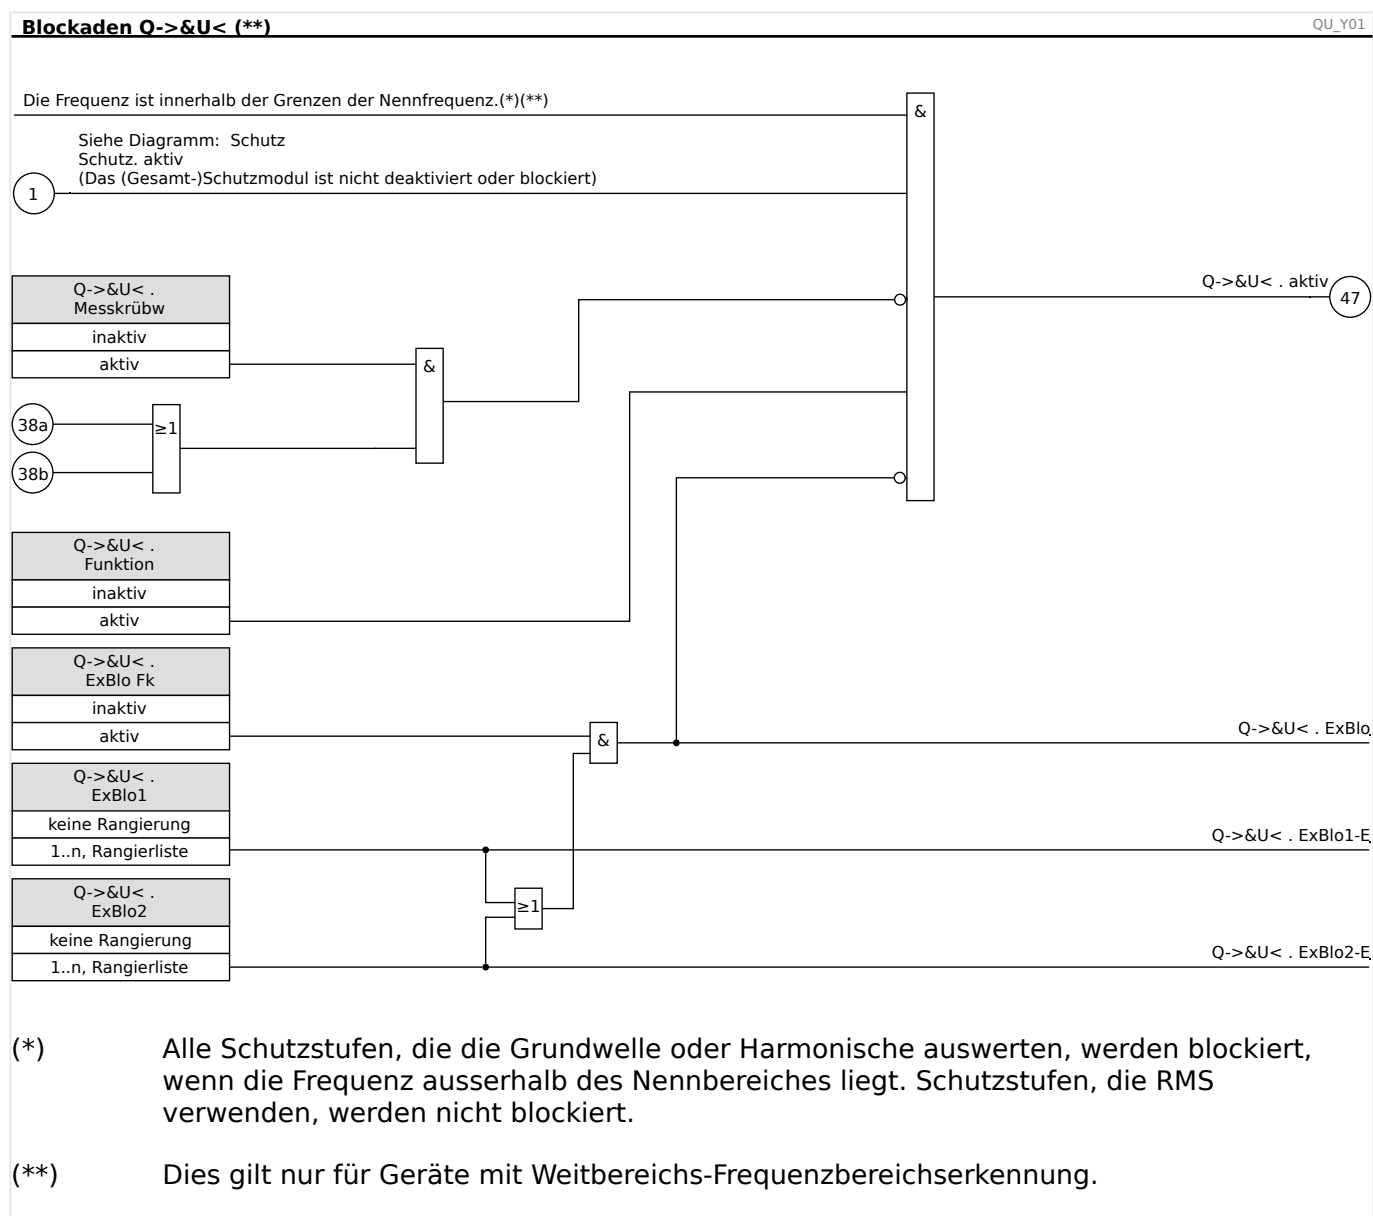 Blockaden Q->&U< (**)
QU_Y01
Die Frequenz ist innerhalb der Grenzen der Nennfrequenz.(*)(**)
&
Siehe Diagramm: Schutz
Schutz. aktiv
(Das (Gesamt-)Schutzmodul ist nicht deaktiviert oder blockiert)
1
Q->&U< .
Messkrübw
inaktiv
aktiv
&
Q->&U< . aktiv
47
38a
≥1
38b
Q->&U< .
Funktion
inaktiv
aktiv
Q->&U< .
ExBlo Fk
inaktiv
aktiv
&
Q->&U< . ExBlo
Q->&U< .
ExBlo1
keine Rangierung
1..n, Rangierliste
Q->&U< . ExBlo1-E
Q->&U< .
ExBlo2
≥1
keine Rangierung
1..n, Rangierliste
Q->&U< . ExBlo2-E
(*) Alle Schutzstufen, die die Grundwelle oder Harmonische auswerten, werden blockiert,
wenn die Frequenz ausserhalb des Nennbereiches liegt. Schutzstufen, die RMS
verwenden, werden nicht blockiert.
(**) Dies gilt nur für Geräte mit Weitbereichs-Frequenzbereichserkennung.